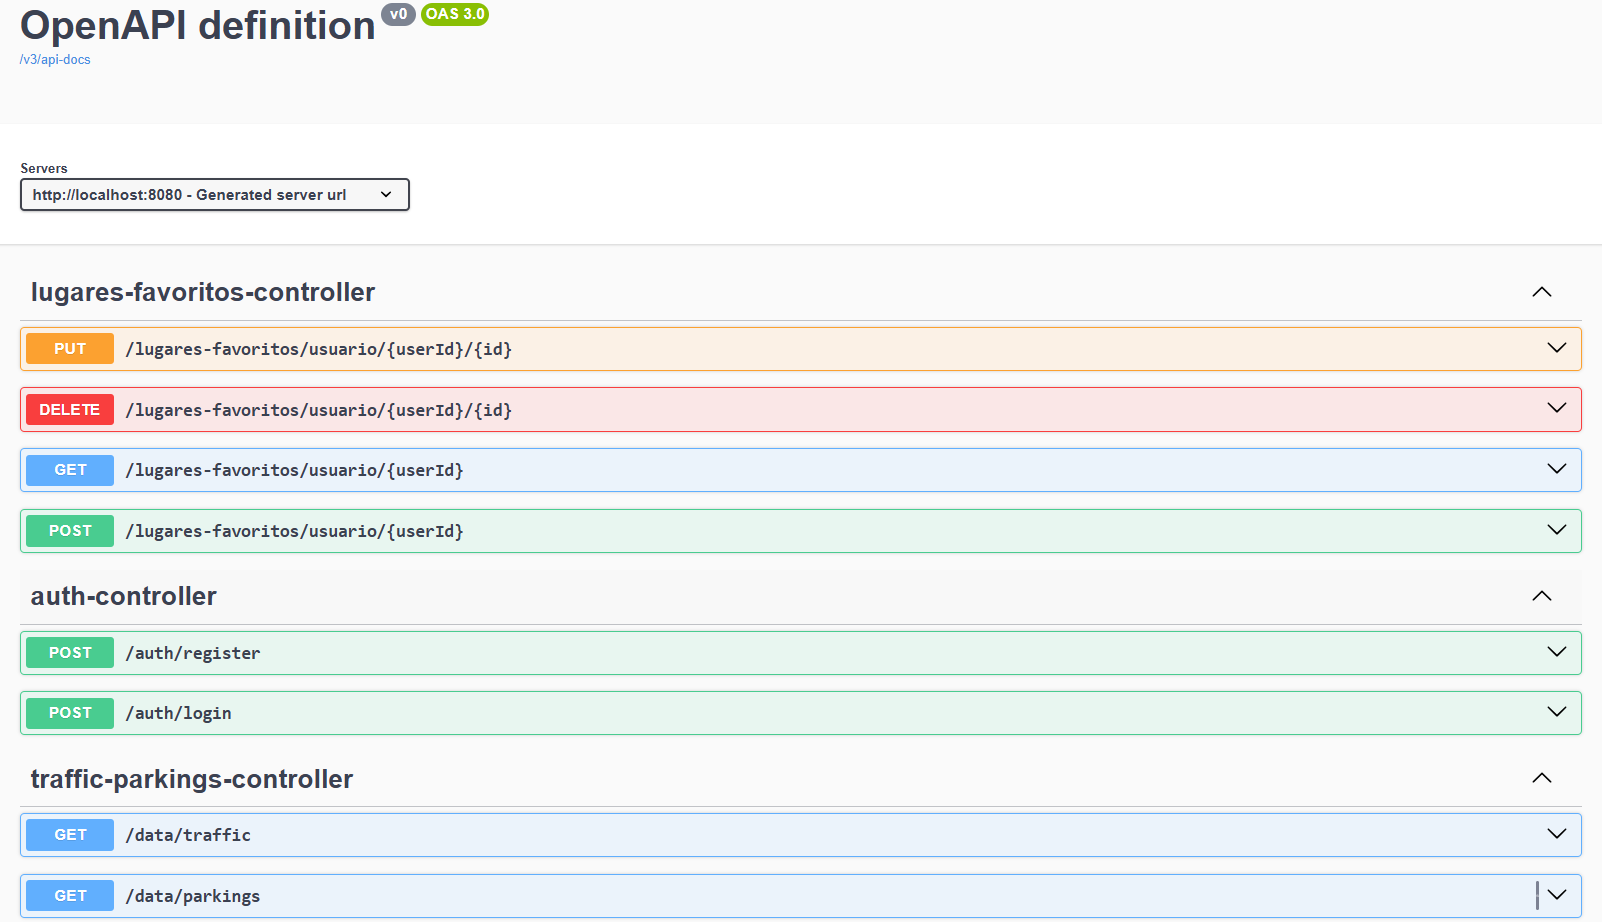 OpenAPI definition v0 OAS 3.0
/v3/api-docs
Servers
http://localhost:8080 - Generated server url
lugares-favoritos-controller
PUT /lugares-favoritos/usuario/{userId}/{id}
DELETE /lugares-favoritos/usuario/{userId}/{id}
GET /lugares-favoritos/usuario/{userId}
POST /lugares-favoritos/usuario/{userId}
auth-controller
POST /auth/register
POST /auth/login
traffic-parkings-controller
GET /data/traffic
GET /data/parkings